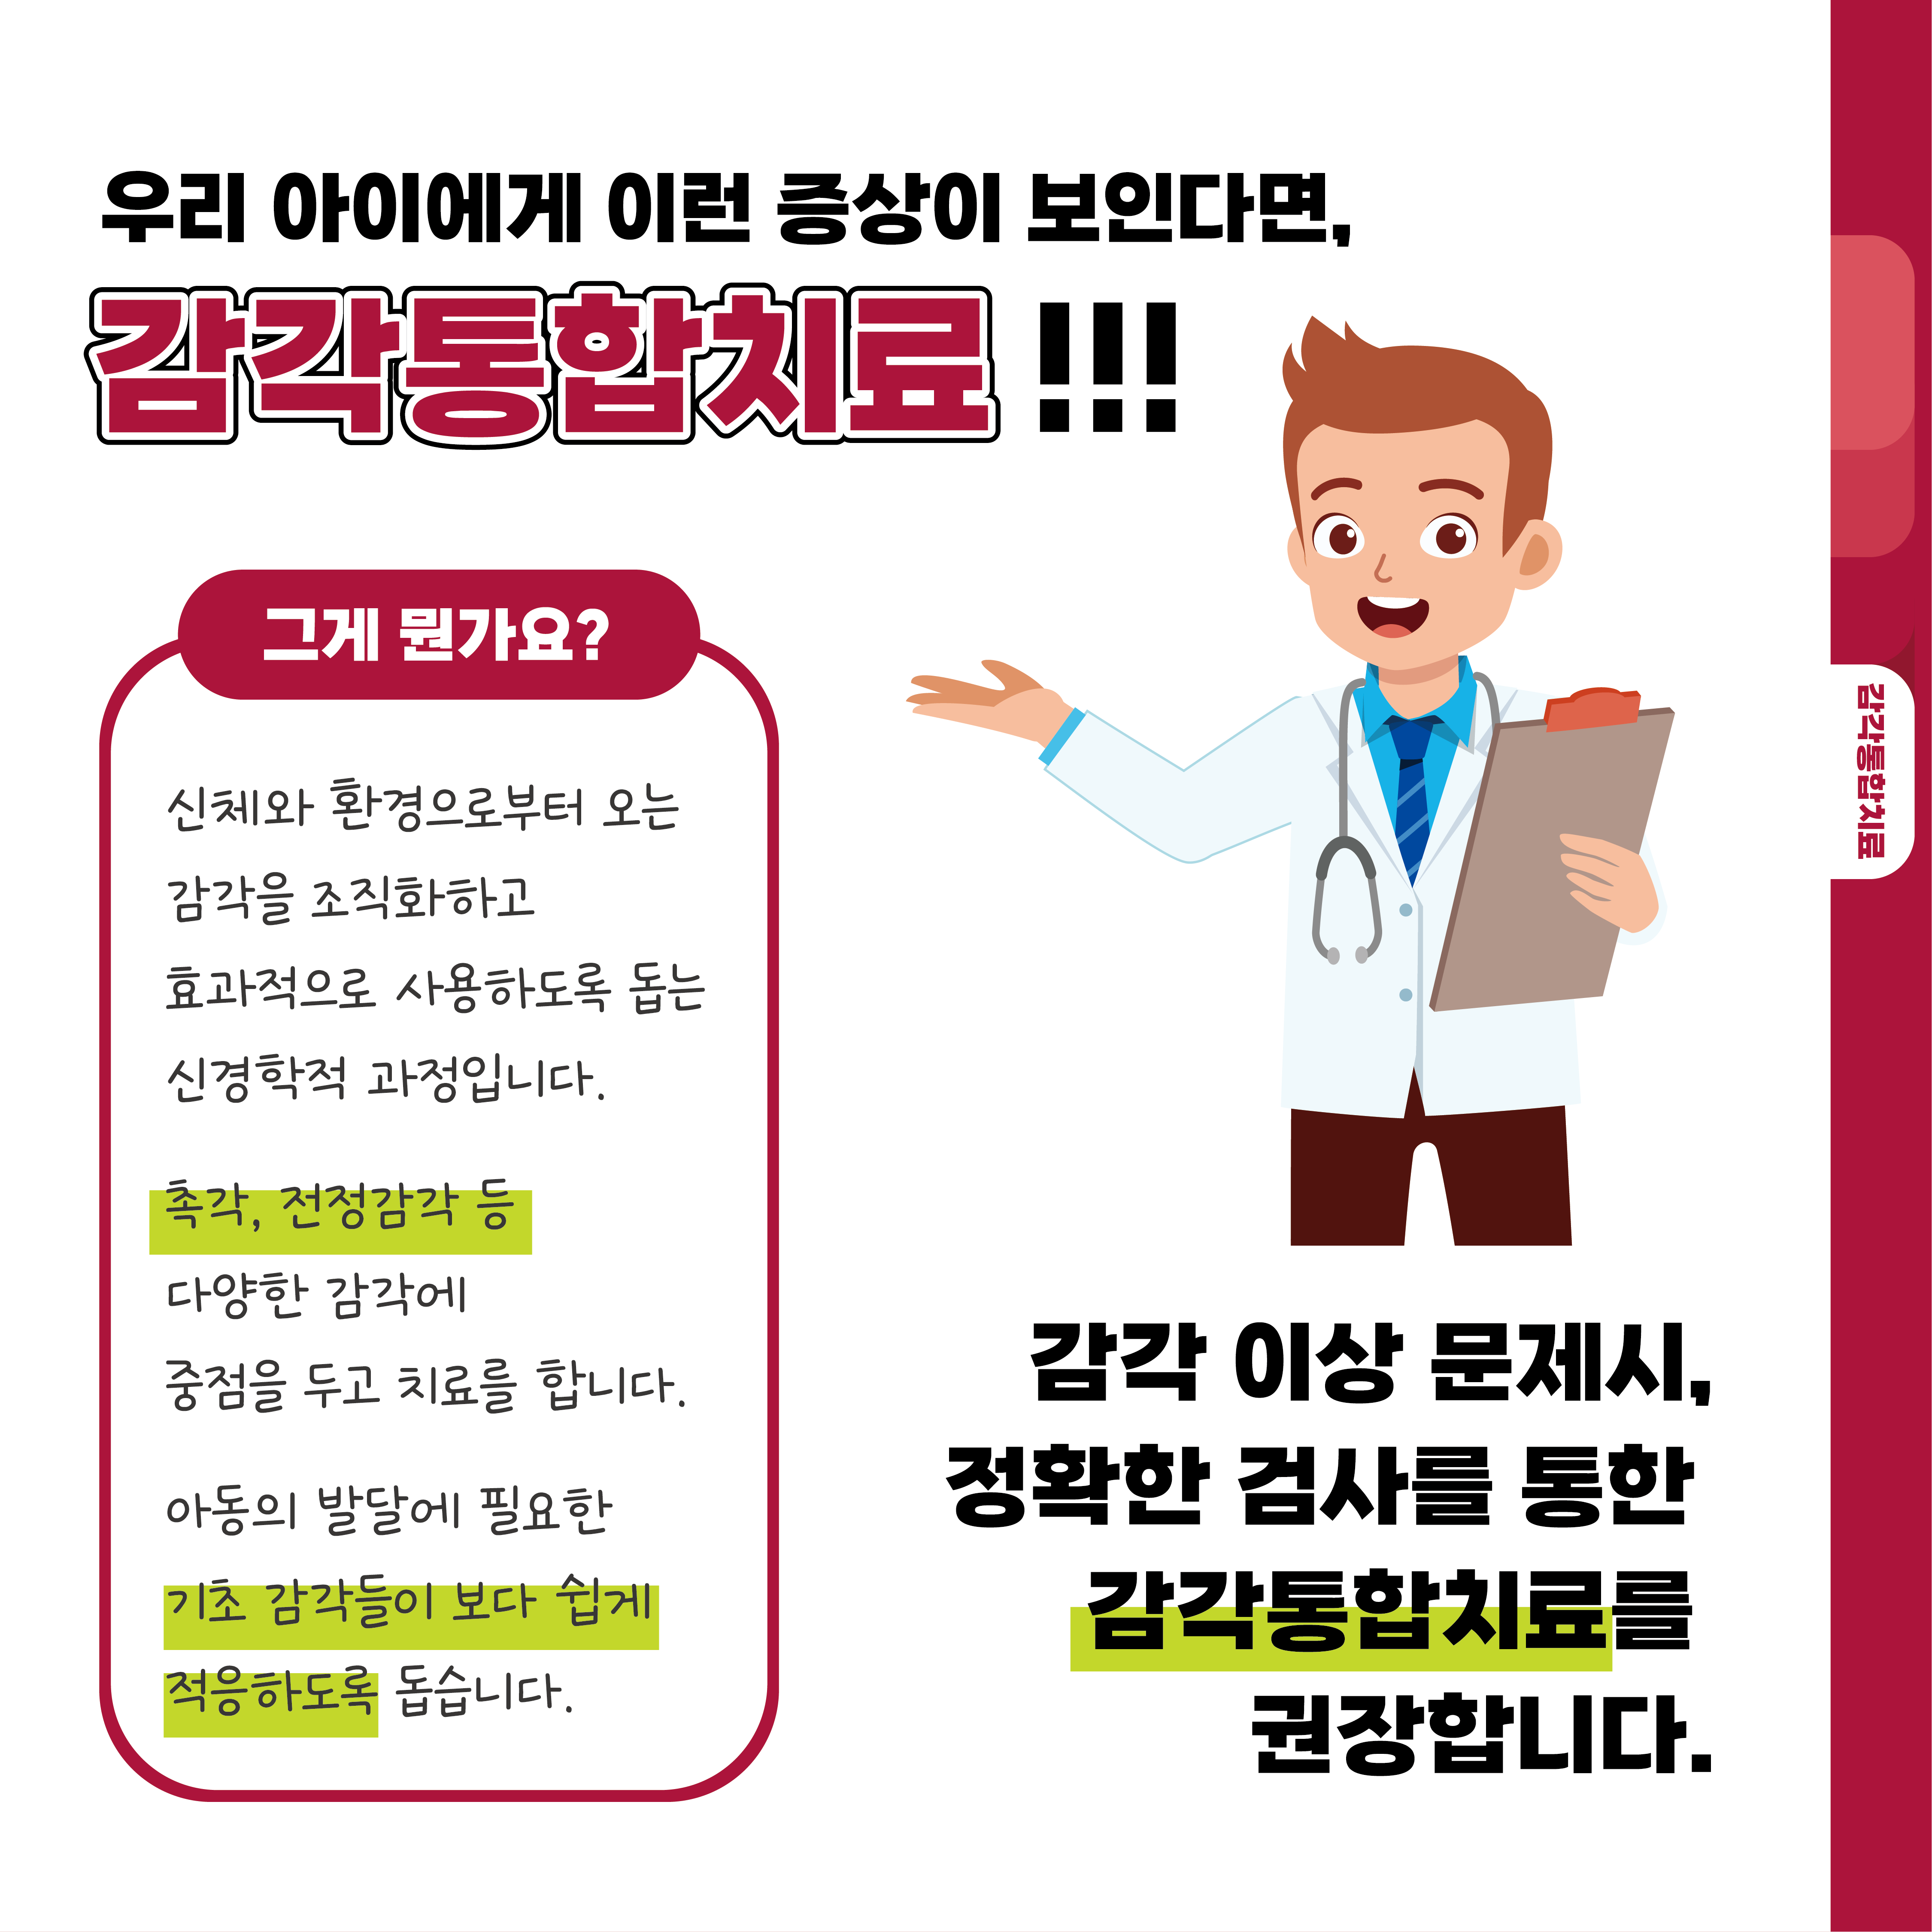 우리 아이에게 이런 증상이 보인다면,
감각통합치료 !!!
그게 뭔가요?
신체와 환경으로부터 오는
감각을 조직화하고
효과적으로 사용하도록 돕는
신경학적 과정입니다.
촉각, 전정감각 등
다양한 감각에
중점을 두고 치료를 합니다.
아동의 발달에 필요한
기초 감각들이 보다 쉽게
적응하도록 돕습니다.
감각 이상 문제시,
정확한 검사를 통한
감각통합치료를
권장합니다.
감각통합치료